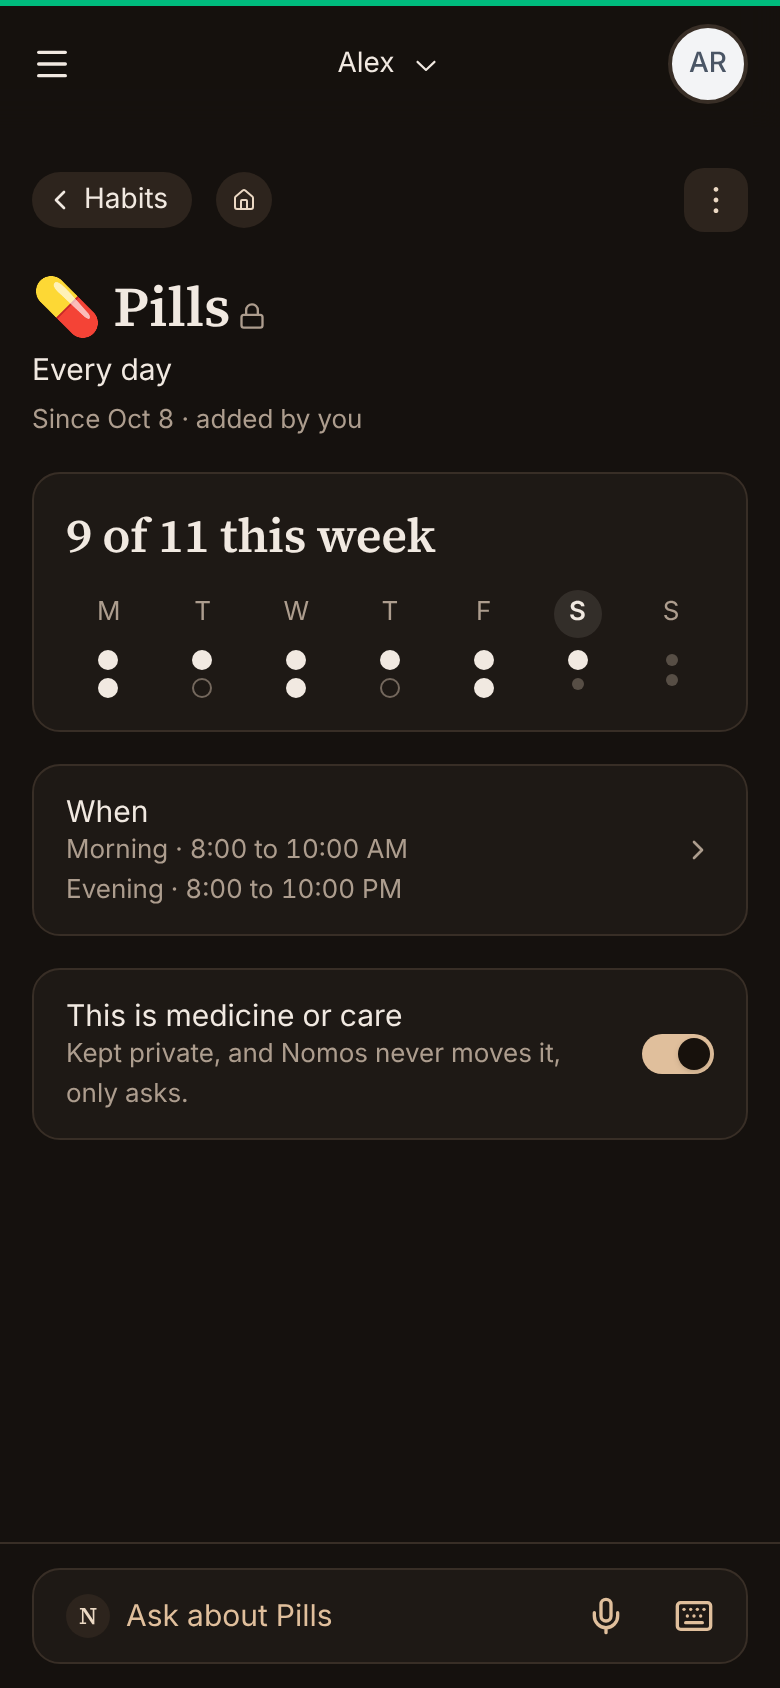 Alex
AR
Habits
Pills
Every day
Since Oct 8 · added by you
9 of 11 this week
M T W T F S S
When
Morning · 8:00 to 10:00 AM
Evening · 8:00 to 10:00 PM
This is medicine or care
Kept private, and Nomos never moves it,
only asks.
N Ask about Pills